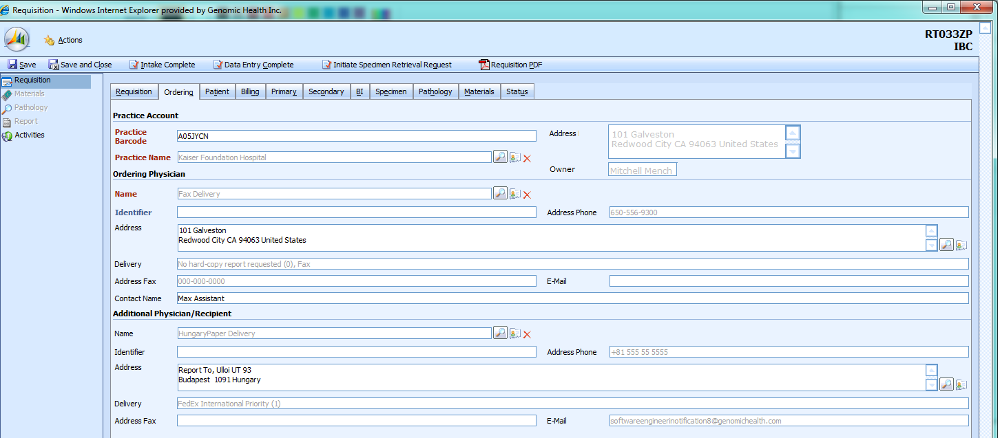 Requisition - Windows Internet Explorer provided by Genomic Health Inc.
Actions
RT033ZP
IBC
Save Save and Close Intake Complete Data Entry Complete Initiate Specimen Retrieval Request Requisition PDF
Requisition
Materials
Pathology
Report
Activities
Requisition Ordering Patient Billing Primary Secondary BI Specimen Pathology Materials Status
Practice Account
Practice Barcode A05JYCN
Address 101 Galveston
Redwood City CA 94063 United States
Practice Name Kaiser Foundation Hospital
Owner Mitchell Mench
Ordering Physician
Name Fax Delivery
Identifier Address Phone 650-556-9300
Address 101 Galveston
Redwood City CA 94063 United States
Delivery No hard-copy report requested (0), Fax
Address Fax 000-000-0000 E-Mail
Contact Name Max Assistant
Additional Physician/Recipient
Name HungaryPaper Delivery
Identifier Address Phone +81 555 55 5555
Address Report To, Ulloi UT 93
Budapest 1091 Hungary
Delivery FedEx International Priority (1)
Address Fax E-Mail softwareengineerinotification8@genomichealth.com